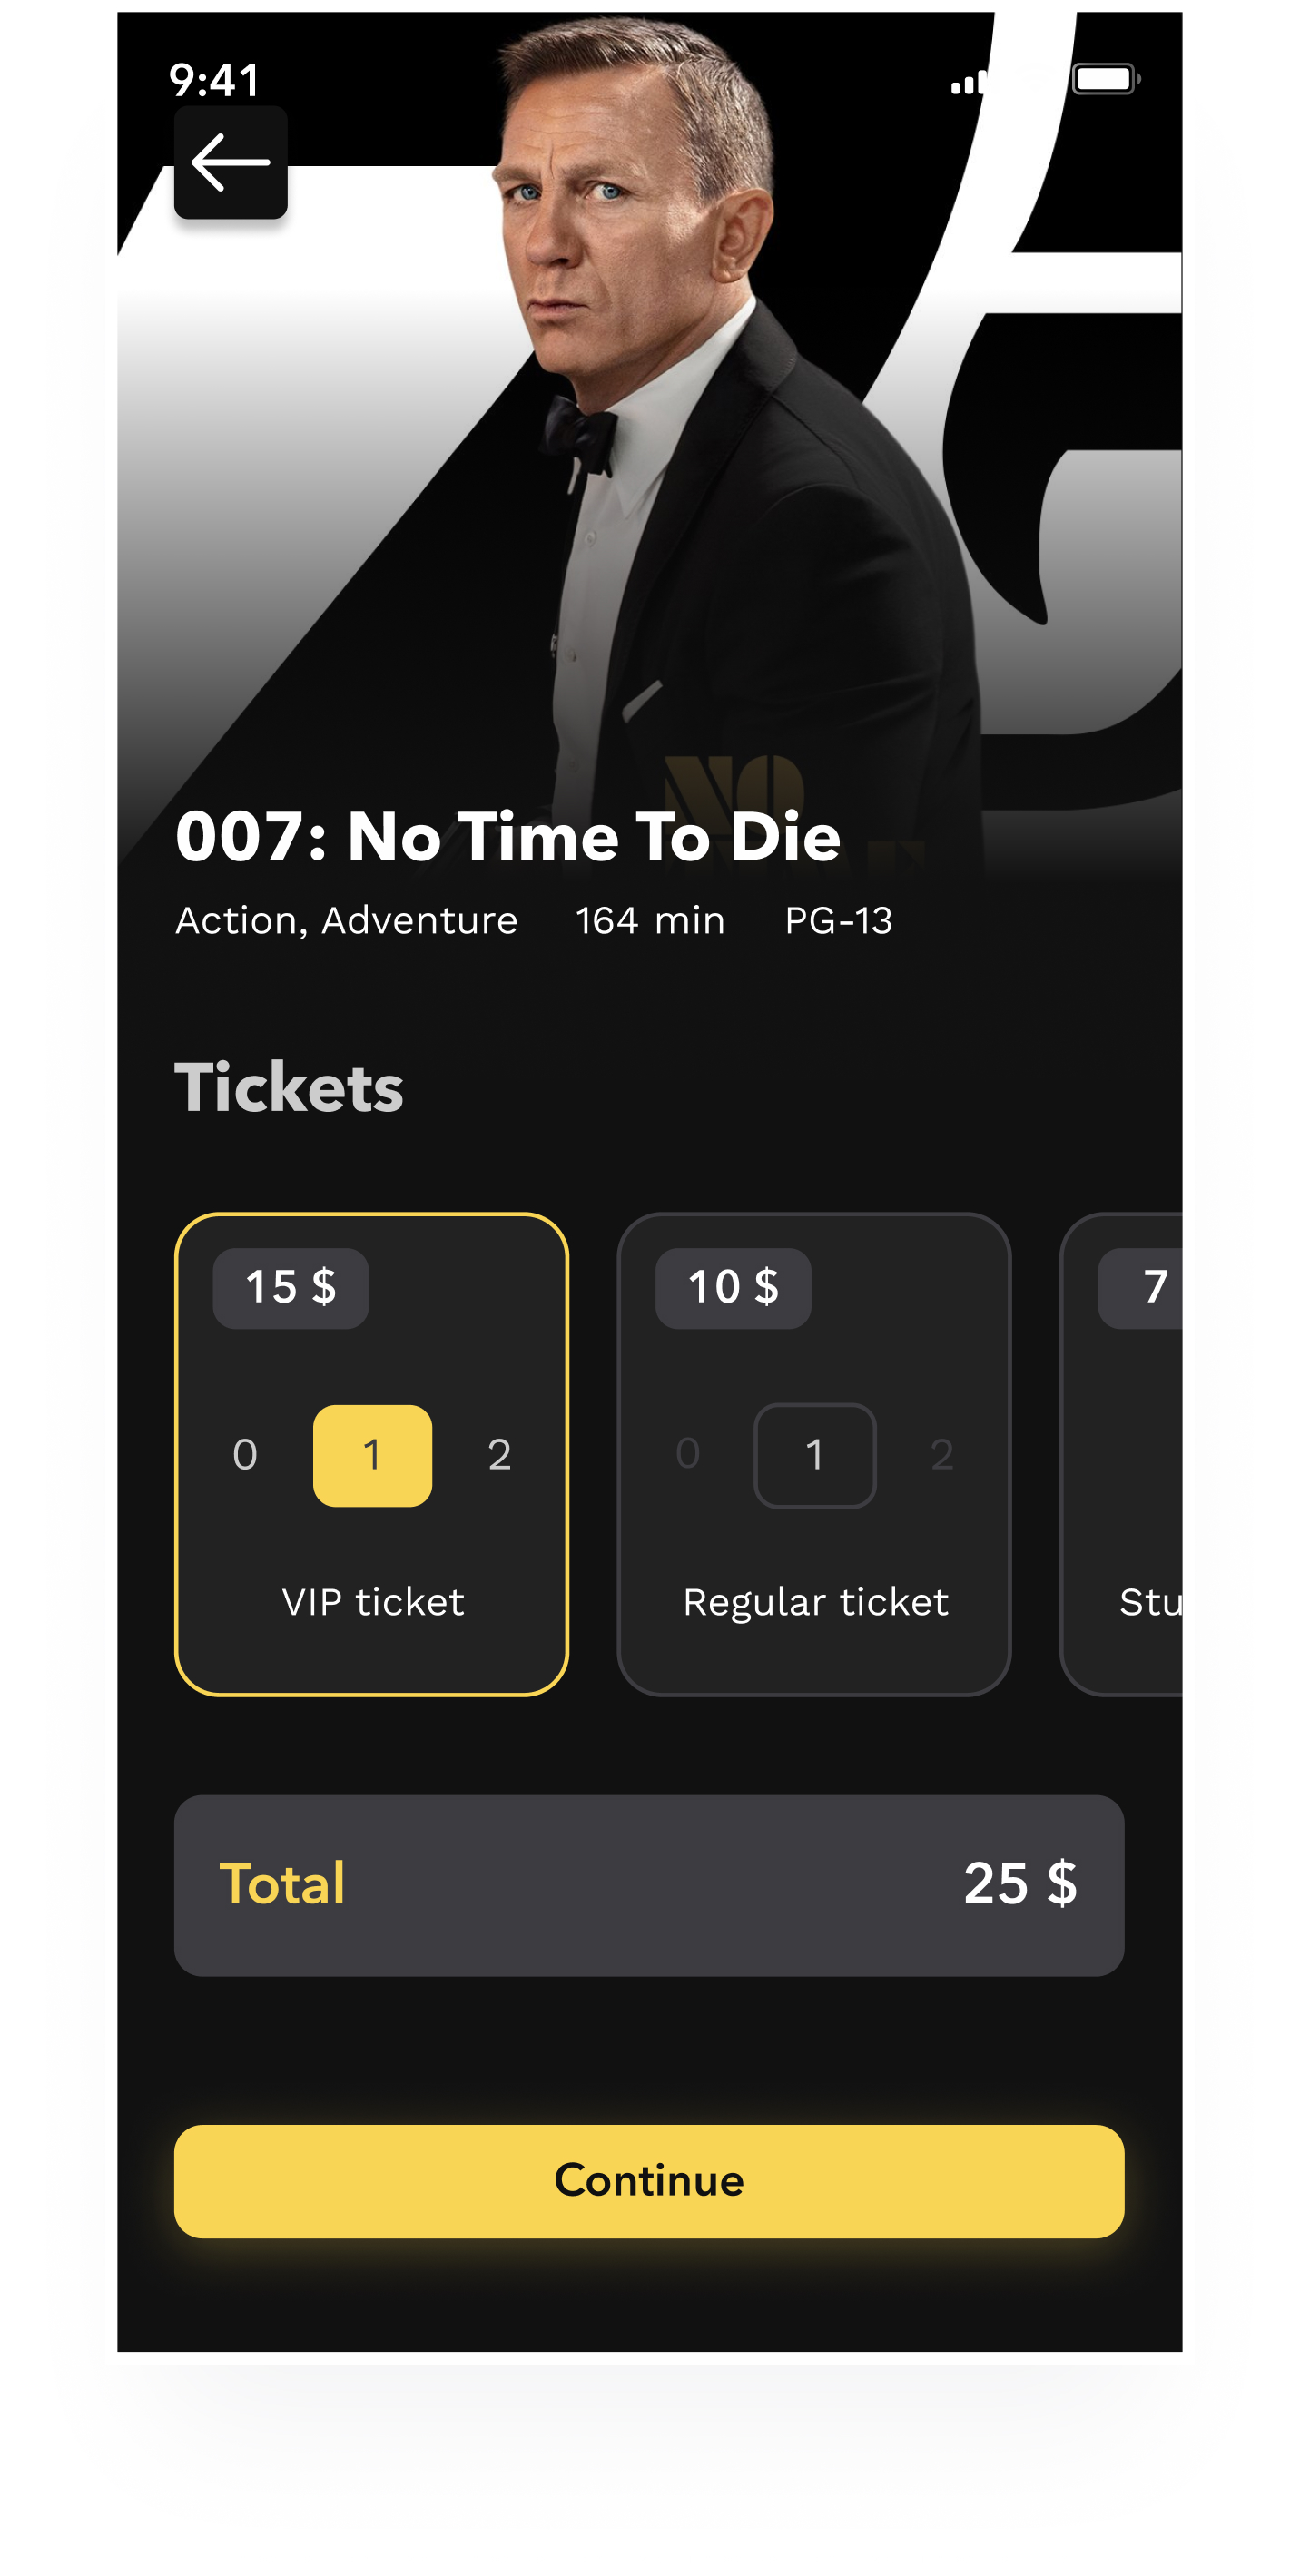 9:41
NO
007: No Time To Die
Action, Adventure 164 min PG-13
Tickets
15 $ 10 $ 7
0 1 2 0 1 2
VIP ticket Regular ticket Stu
Total 25 $
Continue